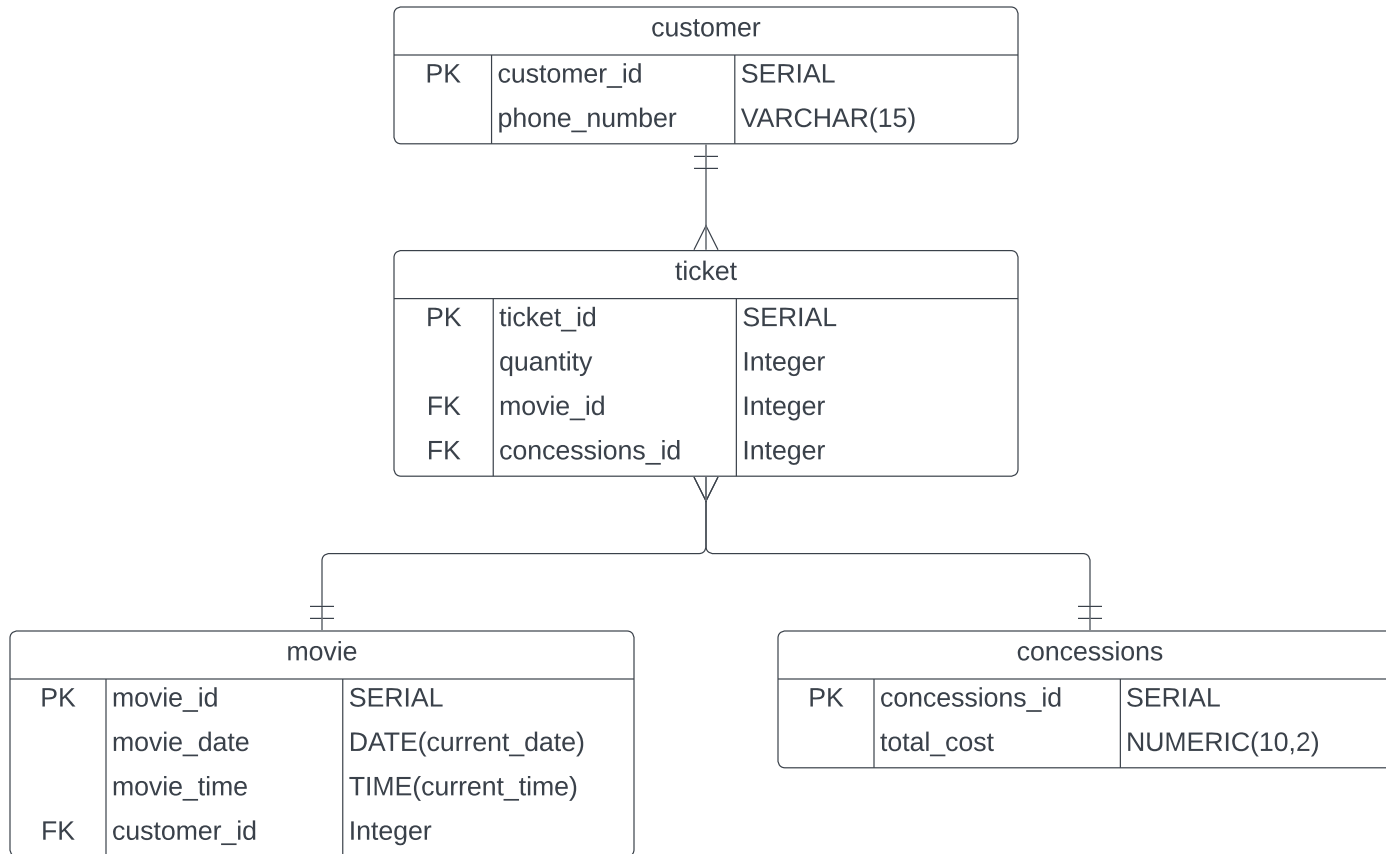 customer
PK customer_id SERIAL
phone_number VARCHAR(15)
ticket
PK ticket_id SERIAL
quantity Integer
FK movie_id Integer
FK concessions_id Integer
movie
PK movie_id SERIAL
movie_date DATE(current_date)
movie_time TIME(current_time)
FK customer_id Integer
concessions
PK concessions_id SERIAL
total_cost NUMERIC(10,2)